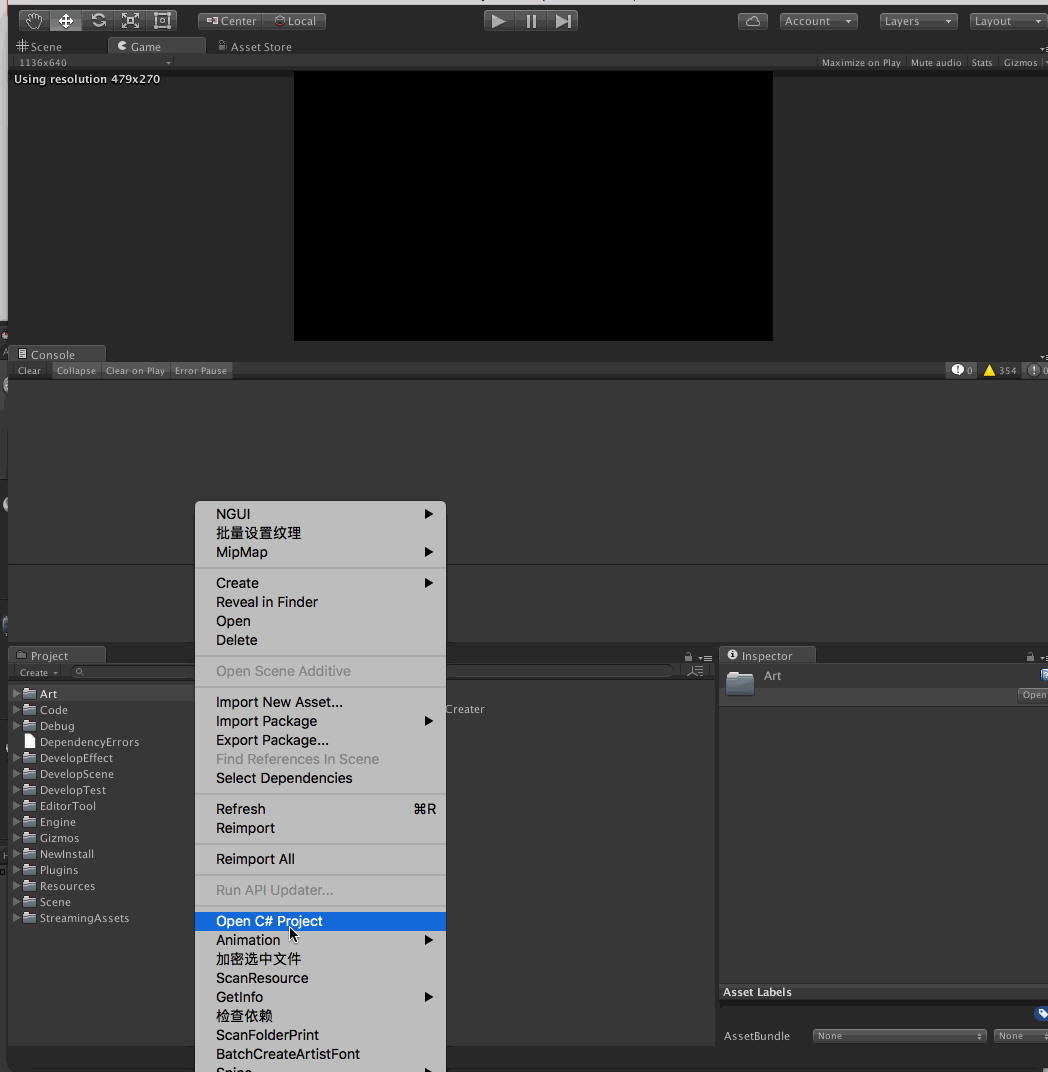 Center Local Account Layers Layout
Scene Game Asset Store
1136x640 Maximize on Play Mute audio Stats Gizmos
Using resolution 479x270
Console
Clear Collapse Clear on Play Error Pause 0 354 0
NGUI
批量设置纹理
MipMap
Create
Reveal in Finder
Open
Delete
Open Scene Additive
Import New Asset...
Import Package
Export Package...
Find References In Scene
Select Dependencies
Refresh ⌘R
Reimport
Reimport All
Run API Updater...
Open C# Project
Animation
加密选中文件
ScanResource
GetInfo
检查依赖
ScanFolderPrint
BatchCreateArtistFont
Spine
Project
Create
Art
Code
Debug
DependencyErrors
DevelopEffect
DevelopScene
DevelopTest
EditorTool
Engine
Gizmos
NewInstall
Plugins
Resources
Scene
StreamingAssets
Creater
Inspector
Art
Open
Asset Labels
AssetBundle None None